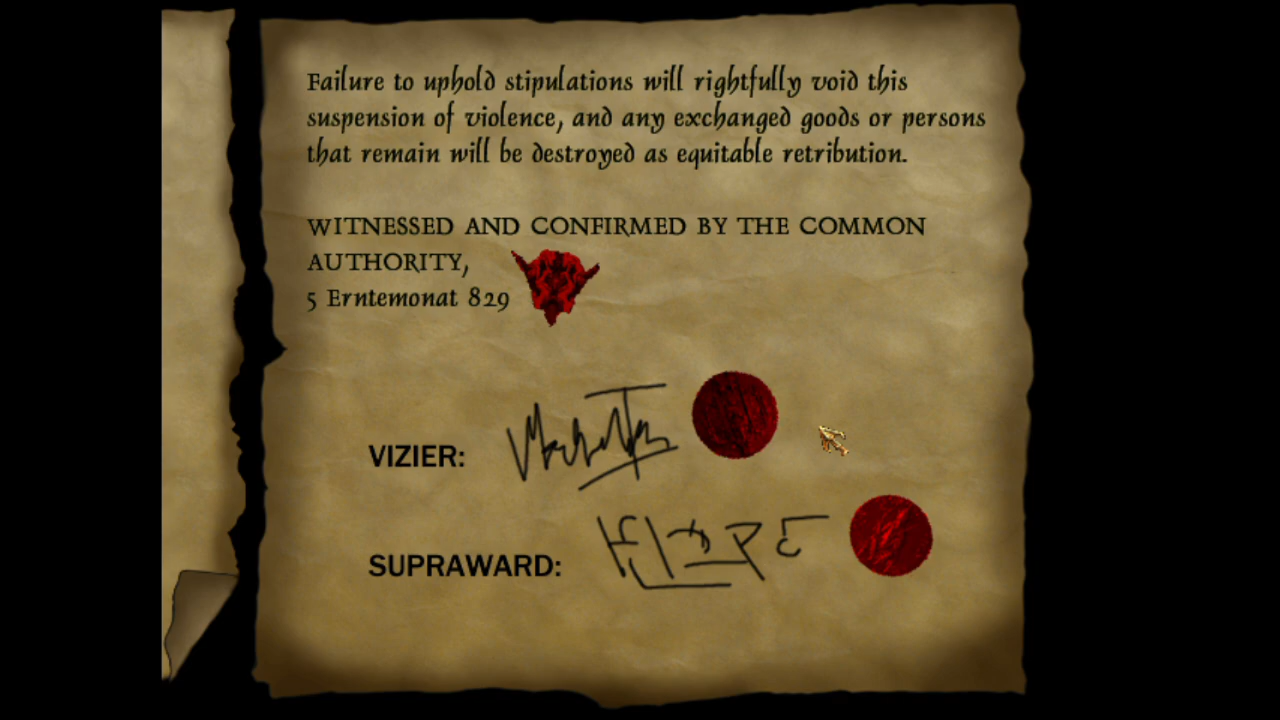 Failure to uphold stipulations will rightfully void this
suspension of violence, and any exchanged goods or persons
that remain will be destroyed as equitable retribution.
WITNESSED AND CONFIRMED BY THE COMMON
AUTHORITY,
5 Erntemonat 829
VIZIER:
SUPRAWARD: